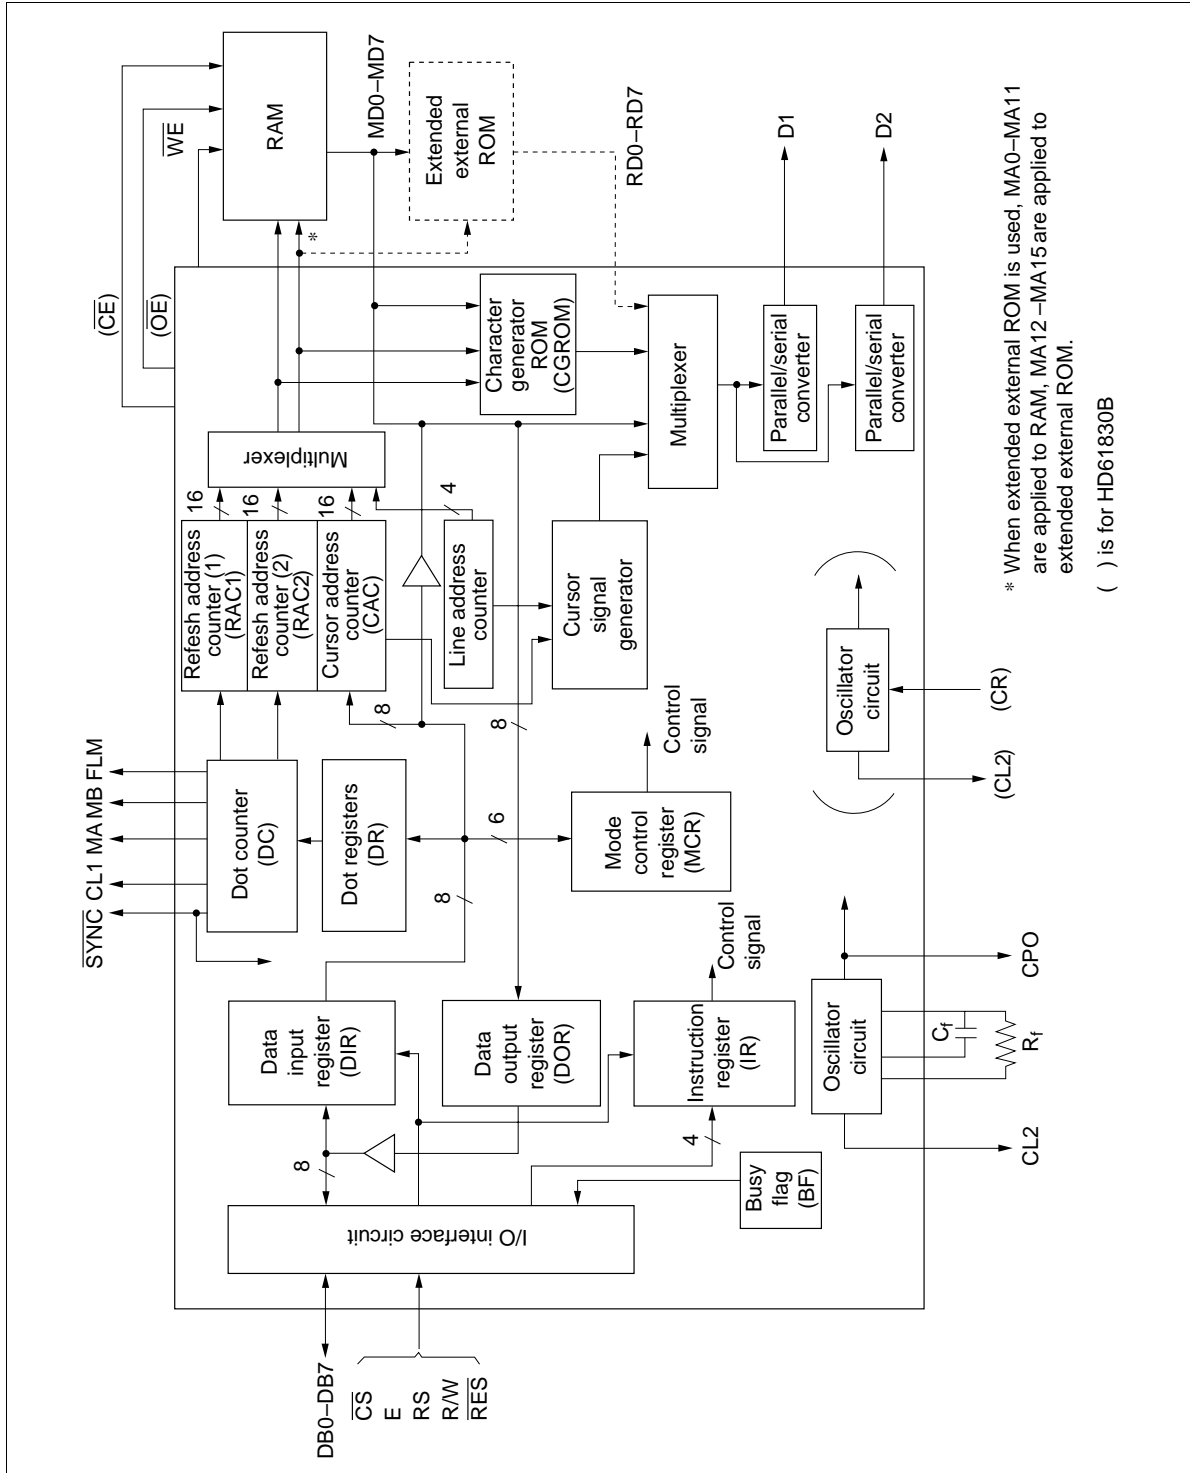 DB0–DB7
CS
E
RS
R/W
RES
I/O interface circuit
8
4
Busy
flag
(BF)
Data
input
register
(DIR)
Data
output
register
(DOR)
Instruction
register
(IR)
Control
signal
SYNC CL1 MA MB FLM
Dot counter
(DC)
Dot registers
(DR)
8
6
Mode
control
register
(MCR)
Control
signal
Refesh address
counter (1)
(RAC1)
Refesh address
counter (2)
(RAC2)
Cursor address
counter
(CAC)
8
8
16
16
16
4
Line address
counter
Cursor
signal
generator
Multiplexer
(CE)
(OE)
WE
RAM
*
MD0–MD7
Extended
external
ROM
RD0–RD7
Character
generator
ROM
(CGROM)
Multiplexer
Parallel/serial
converter
D1
Parallel/serial
converter
D2
Oscillator
circuit
CL2
Cf
Rf
CPO
Oscillator
circuit
(CL2)
(CR)
* When extended external ROM is used, MA0–MA11
are applied to RAM, MA12 –MA15 are applied to
extended external ROM.
( ) is for HD61830B